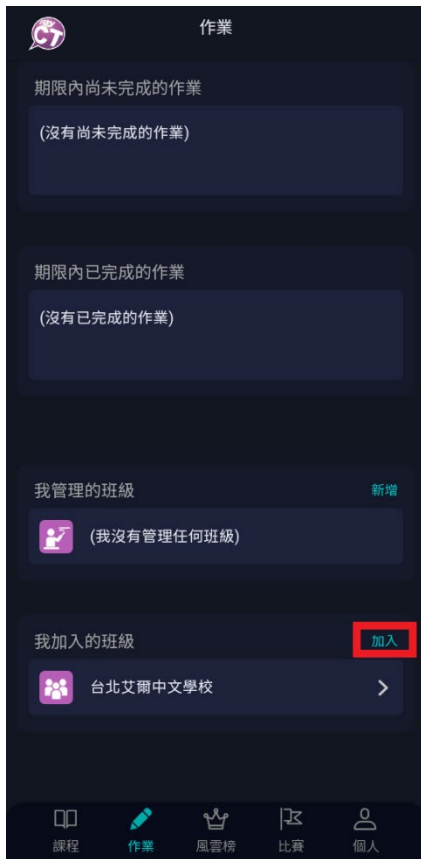 CT
作業
期限內尚未完成的作業
(沒有尚未完成的作業)
期限內已完成的作業
(沒有已完成的作業)
我管理的班級
新增
(我沒有管理任何班級)
我加入的班級
加入
台北艾爾中文學校
課程
作業
風雲榜
比賽
個人